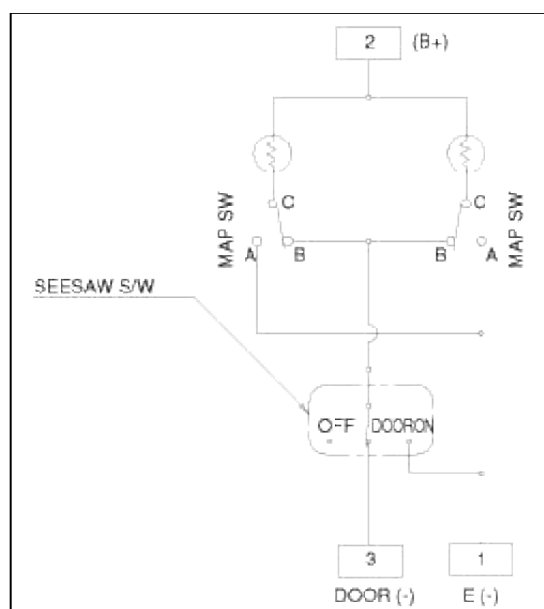 2 (B+)
C C
MAP SW MAP SW
A B B A
SEESAW S/W
OFF DOORON
3 1
DOOR (-) E (-)